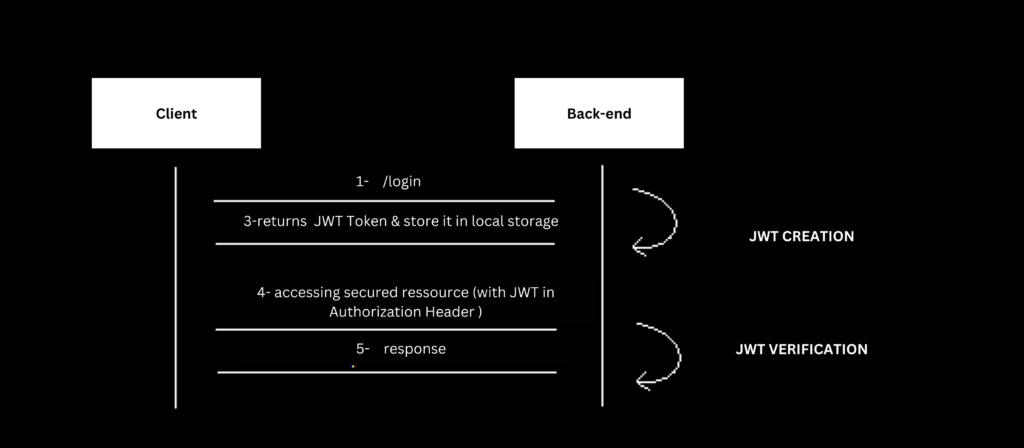 Client
Back-end
1- /login
3-returns JWT Token & store it in local storage
JWT CREATION
4- accessing secured ressource (with JWT in
Authorization Header )
5- response
JWT VERIFICATION